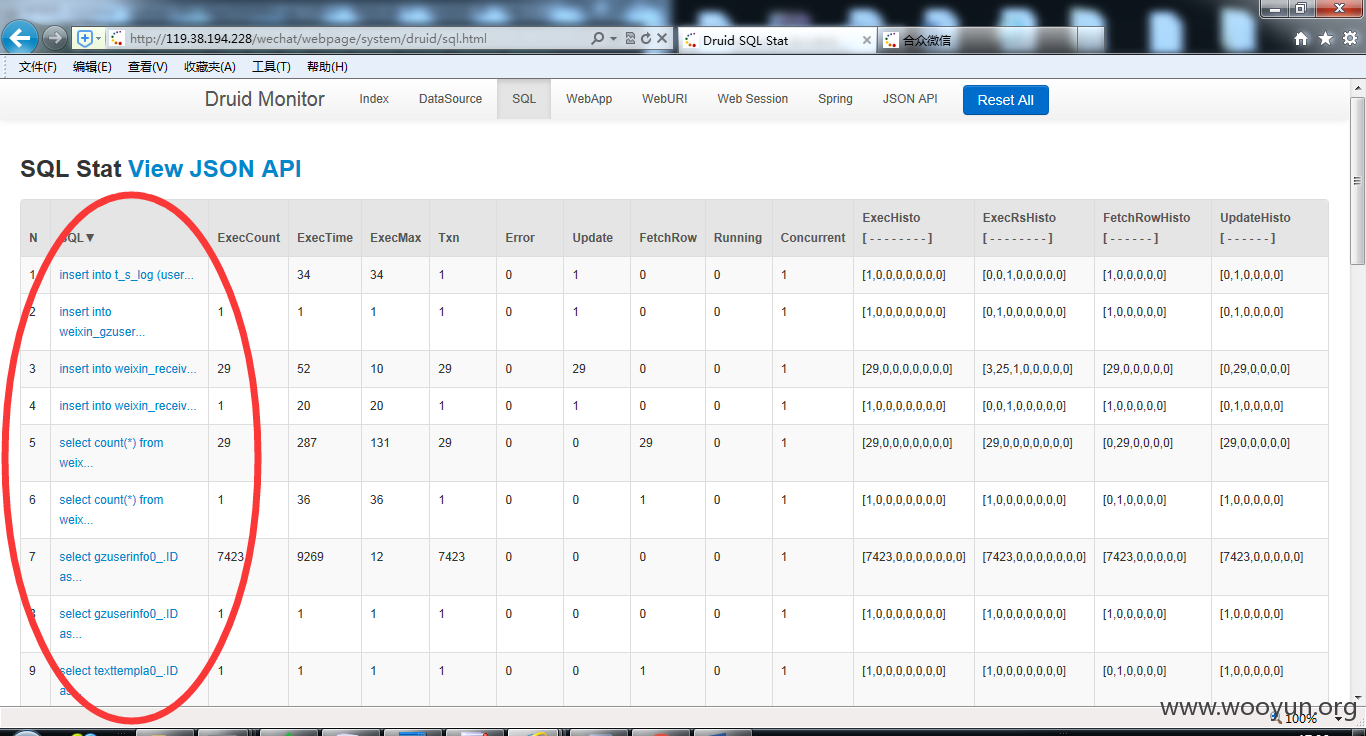 http://119.38.194.228/wechat/webpage/system/druid/sql.html
Druid SQL Stat
合众微信
文件(F) 编辑(E) 查看(V) 收藏夹(A) 工具(T) 帮助(H)
Druid Monitor Index DataSource SQL WebApp WebURI Web Session Spring JSON API Reset All
SQL Stat View JSON API
N SQL▼ ExecCount ExecTime ExecMax Txn Error Update FetchRow Running Concurrent ExecHisto [ - - - - - - - - ] ExecRsHisto [ - - - - - - - - ] FetchRowHisto [ - - - - - - ] UpdateHisto [ - - - - - - ]
1 insert into t_s_log (user... 34 34 1 0 1 0 0 1 [1,0,0,0,0,0,0,0] [0,0,1,0,0,0,0,0] [1,0,0,0,0,0] [0,1,0,0,0,0]
2 insert into weixin_gzuser... 1 1 1 1 0 1 0 0 1 [1,0,0,0,0,0,0,0] [0,1,0,0,0,0,0,0] [1,0,0,0,0,0] [0,1,0,0,0,0]
3 insert into weixin_receiv... 29 52 10 29 0 29 0 0 1 [29,0,0,0,0,0,0,0] [3,25,1,0,0,0,0,0] [29,0,0,0,0,0] [0,29,0,0,0,0]
4 insert into weixin_receiv... 1 20 20 1 0 1 0 0 1 [1,0,0,0,0,0,0,0] [0,0,1,0,0,0,0,0] [1,0,0,0,0,0] [0,1,0,0,0,0]
5 select count(*) from weix... 29 287 131 29 0 0 29 0 1 [29,0,0,0,0,0,0,0] [29,0,0,0,0,0,0,0] [0,29,0,0,0,0] [29,0,0,0,0,0]
6 select count(*) from weix... 1 36 36 1 0 0 1 0 1 [1,0,0,0,0,0,0,0] [1,0,0,0,0,0,0,0] [0,1,0,0,0,0] [1,0,0,0,0,0]
7 select gzuserinfo0_.ID as... 7423 9269 12 7423 0 0 0 0 1 [7423,0,0,0,0,0,0,0] [7423,0,0,0,0,0,0,0] [7423,0,0,0,0,0] [7423,0,0,0,0,0]
8 select gzuserinfo0_.ID as... 1 1 1 1 0 0 0 0 1 [1,0,0,0,0,0,0,0] [1,0,0,0,0,0,0,0] [1,0,0,0,0,0] [1,0,0,0,0,0]
9 select texttempla0_.ID as... 1 1 1 1 0 0 1 0 1 [1,0,0,0,0,0,0,0] [1,0,0,0,0,0,0,0] [0,1,0,0,0,0] [1,0,0,0,0,0]
www.wooyun.org
100%